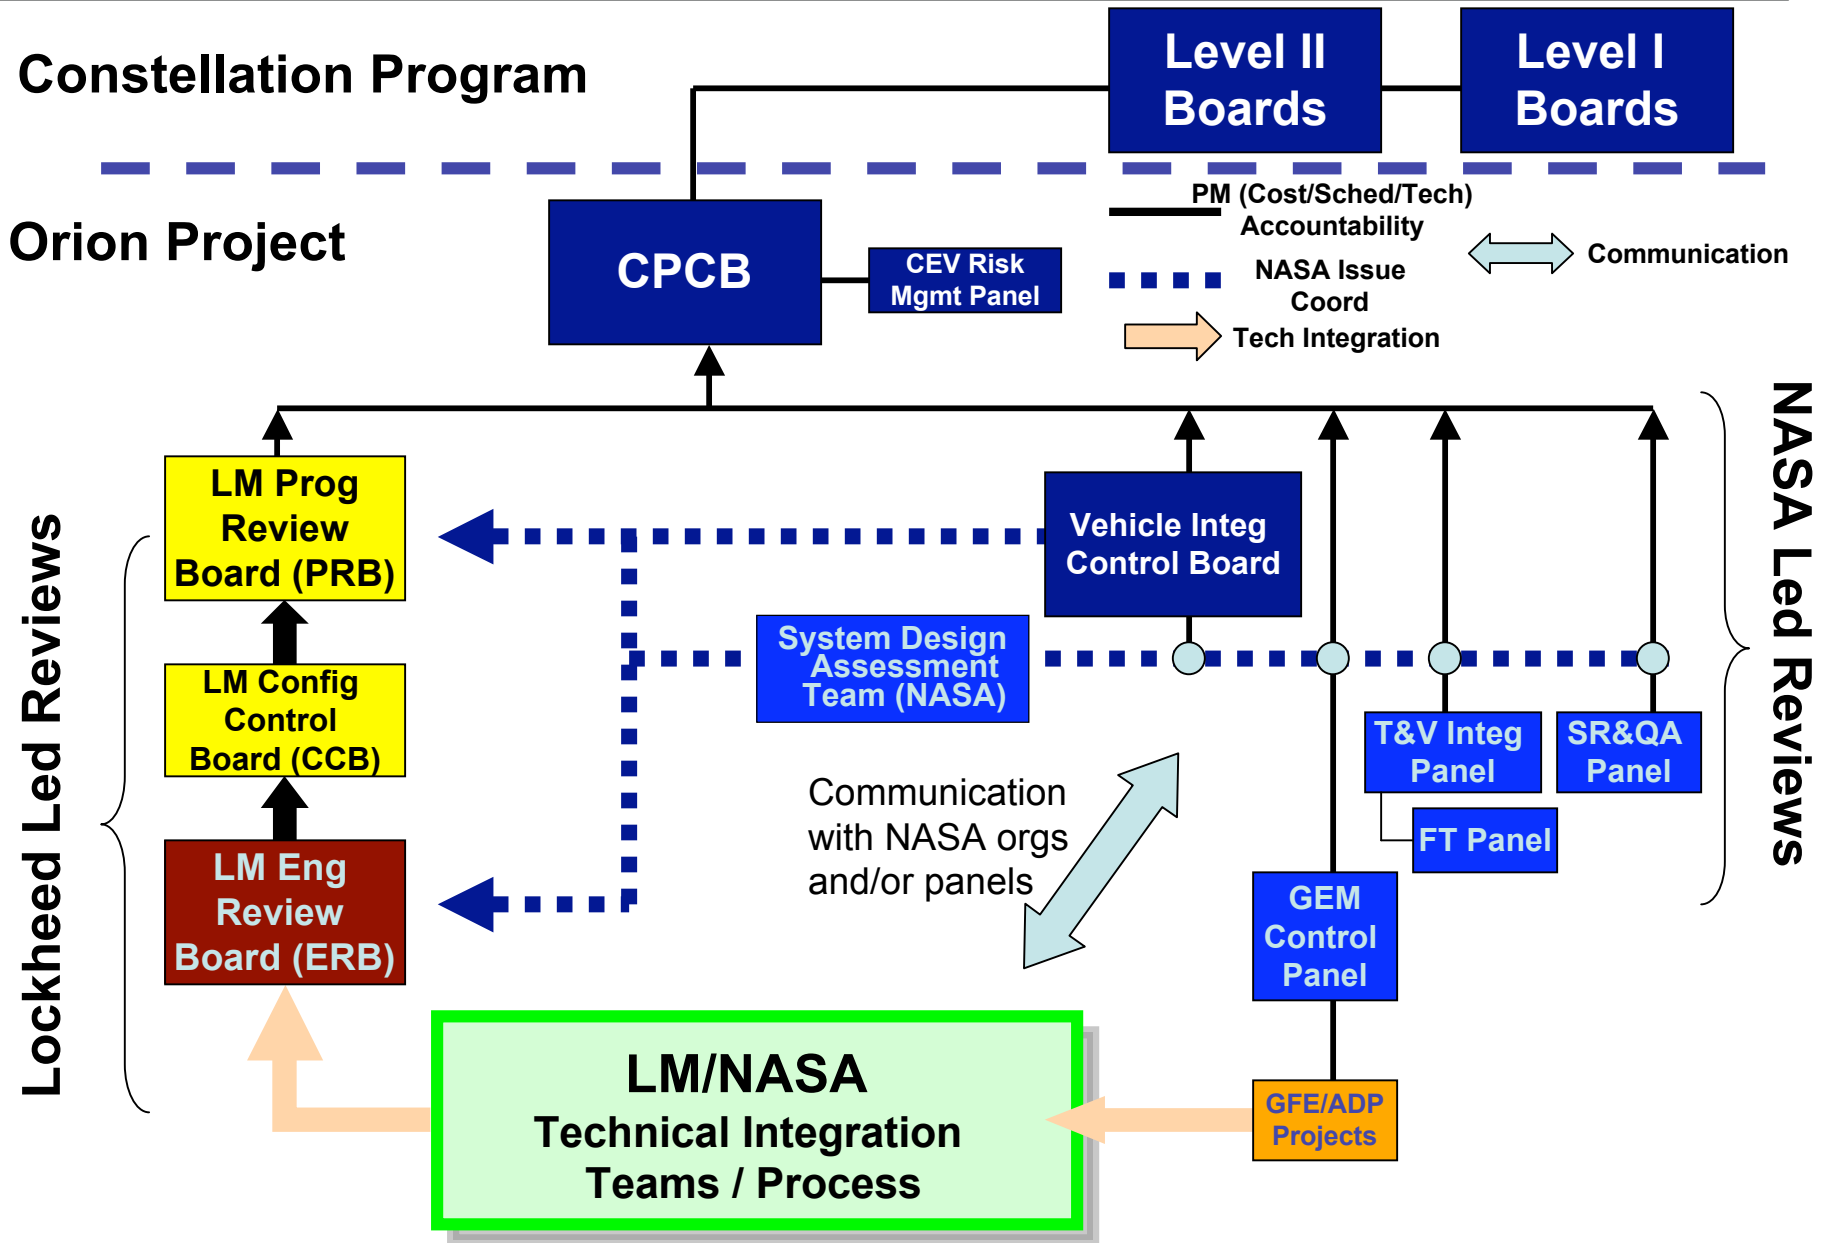 Constellation Program
Level II
Boards
Level I
Boards
Orion Project
CPCB
CEV Risk
Mgmt Panel
PM (Cost/Sched/Tech)
Accountability
NASA Issue
Coord
Tech Integration
Communication
Lockheed Led Reviews
NASA Led Reviews
LM Prog
Review
Board (PRB)
LM Config
Control
Board (CCB)
LM Eng
Review
Board (ERB)
Vehicle Integ
Control Board
System Design
Assessment
Team (NASA)
T&V Integ
Panel
SR&QA
Panel
FT Panel
Communication
with NASA orgs
and/or panels
GEM
Control
Panel
GFE/ADP
Projects
LM/NASA
Technical Integration
Teams / Process